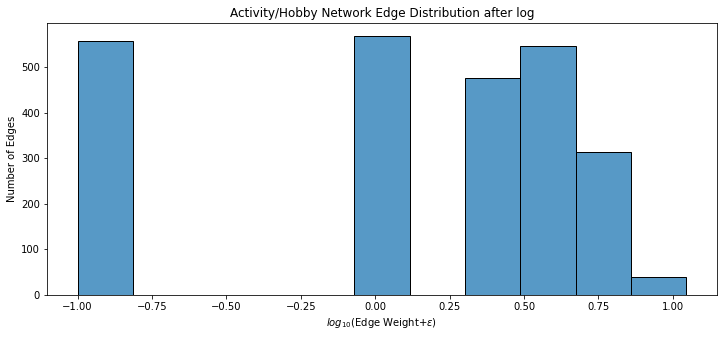 Activity/Hobby Network Edge Distribution after log
Number of Edges
500
400
300
200
100
0
−1.00 −0.75 −0.50 −0.25 0.00 0.25 0.50 0.75 1.00
log₁₀(Edge Weight+ε)